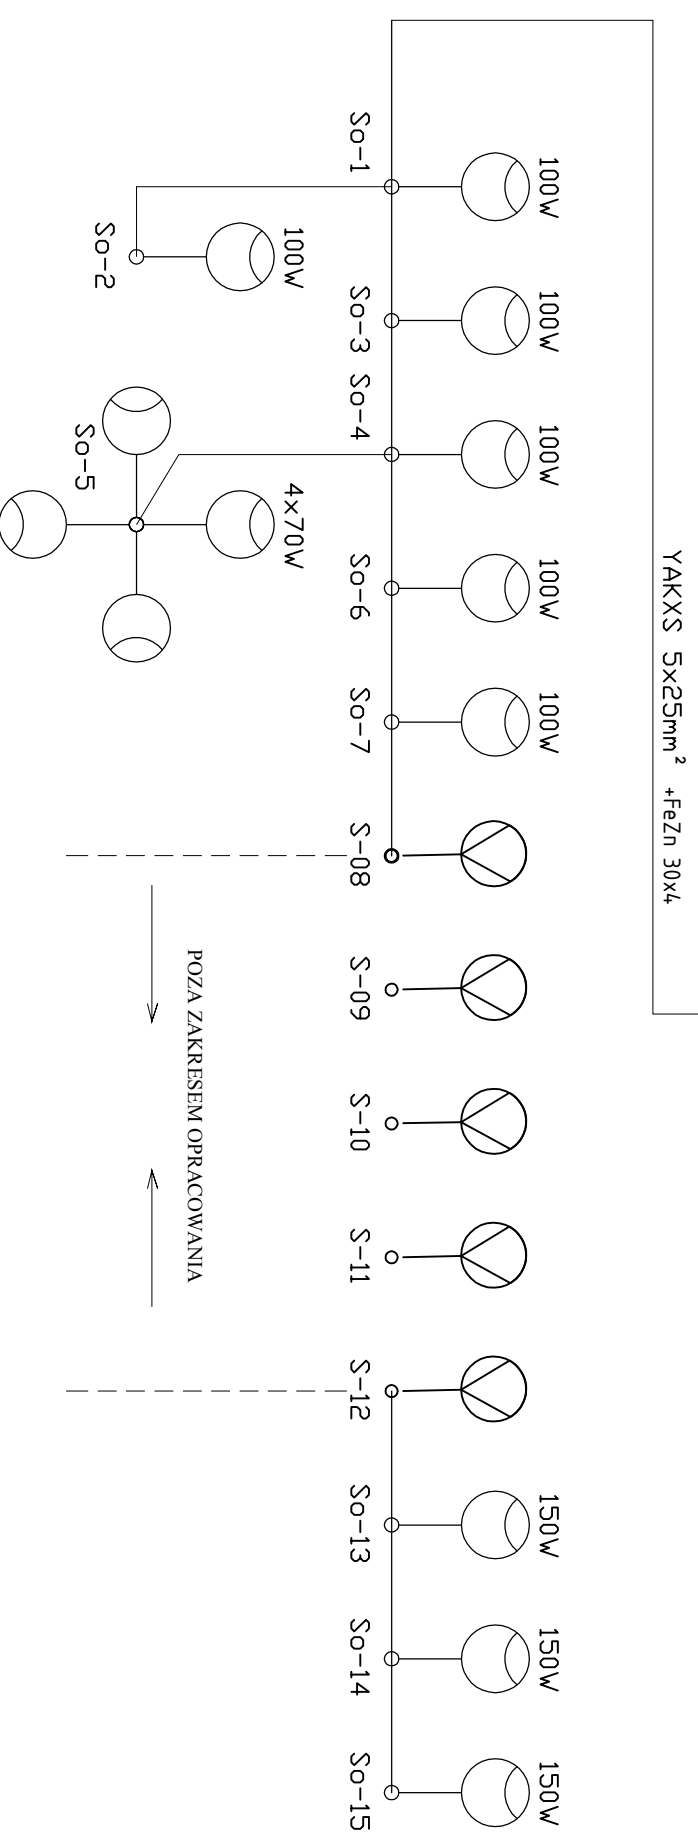 YAKXS 5x25mm² +FeZn 30x4
100W
100W
100W
100W
100W
150W
150W
150W
So-1
So-3
So-4
So-6
So-7
S-08
S-09
S-10
S-11
S-12
So-13
So-14
So-15
100W
4x70W
POZA ZAKRESEM OPRACOWANIA
So-2
So-5